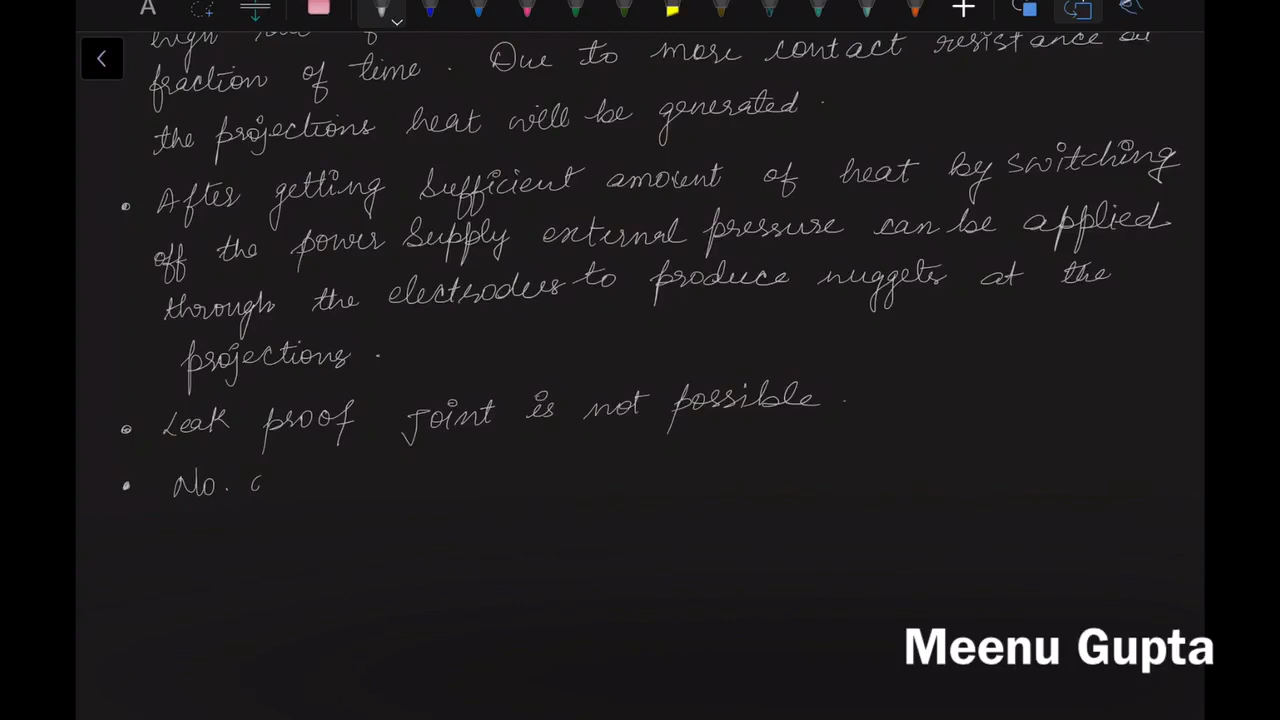 high
fraction of time . Due to more contact resistance at
the projections heat will be generated .
• After getting sufficient amount of heat by switching
off the power supply external pressure can be applied
through the electrodes to produce nuggets at the
projections .
• Leak proof joint is not possible .
• No.
Meenu Gupta